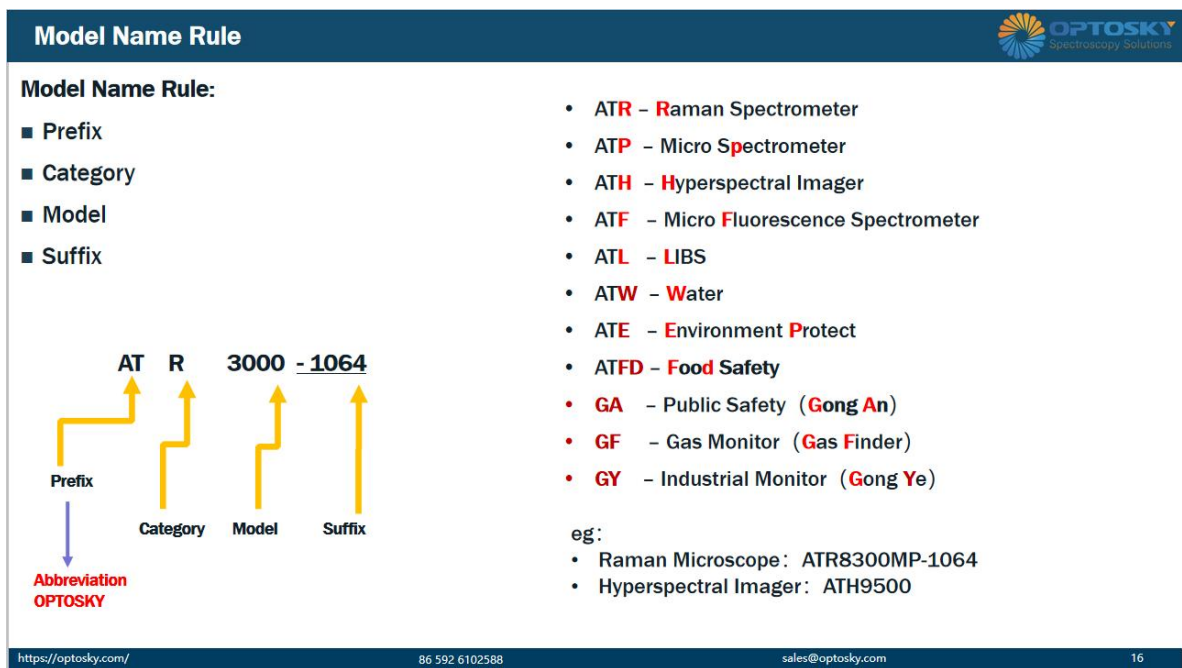 Model Name Rule
OPTOSKY
Spectroscopy Solutions
Model Name Rule:
■ Prefix
■ Category
■ Model
■ Suffix
AT R 3000 - 1064
Prefix
Category Model Suffix
Abbreviation
OPTOSKY
• ATR – Raman Spectrometer
• ATP – Micro Spectrometer
• ATH – Hyperspectral Imager
• ATF – Micro Fluorescence Spectrometer
• ATL – LIBS
• ATW – Water
• ATE – Environment Protect
• ATFD – Food Safety
• GA – Public Safety（Gong An）
• GF – Gas Monitor（Gas Finder）
• GY – Industrial Monitor（Gong Ye）
eg：
• Raman Microscope：ATR8300MP-1064
• Hyperspectral Imager：ATH9500
https://optosky.com/ 86 592 6102588 sales@optosky.com 16